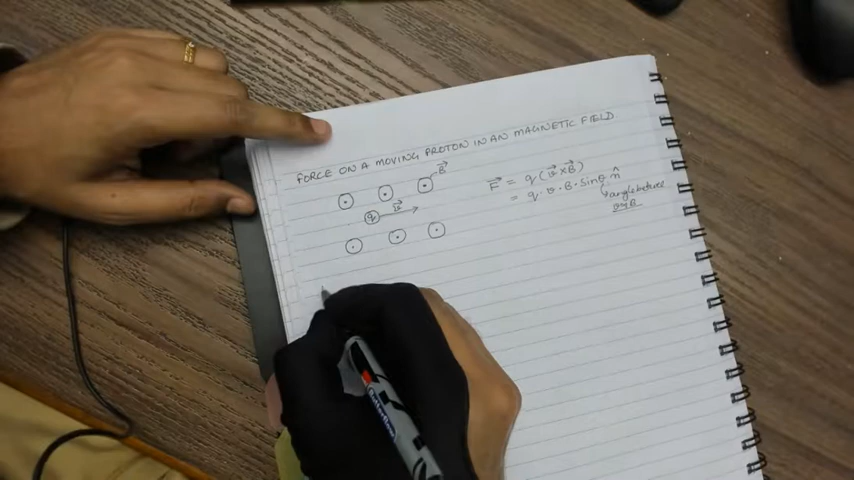 FORCE ON A MOVING PROTON IN AN MAGNETIC FIELD
B⃗
q v⃗
F⃗ = q(v⃗ × B⃗)
= q·v·B·sinθ n̂
angle between
v & B